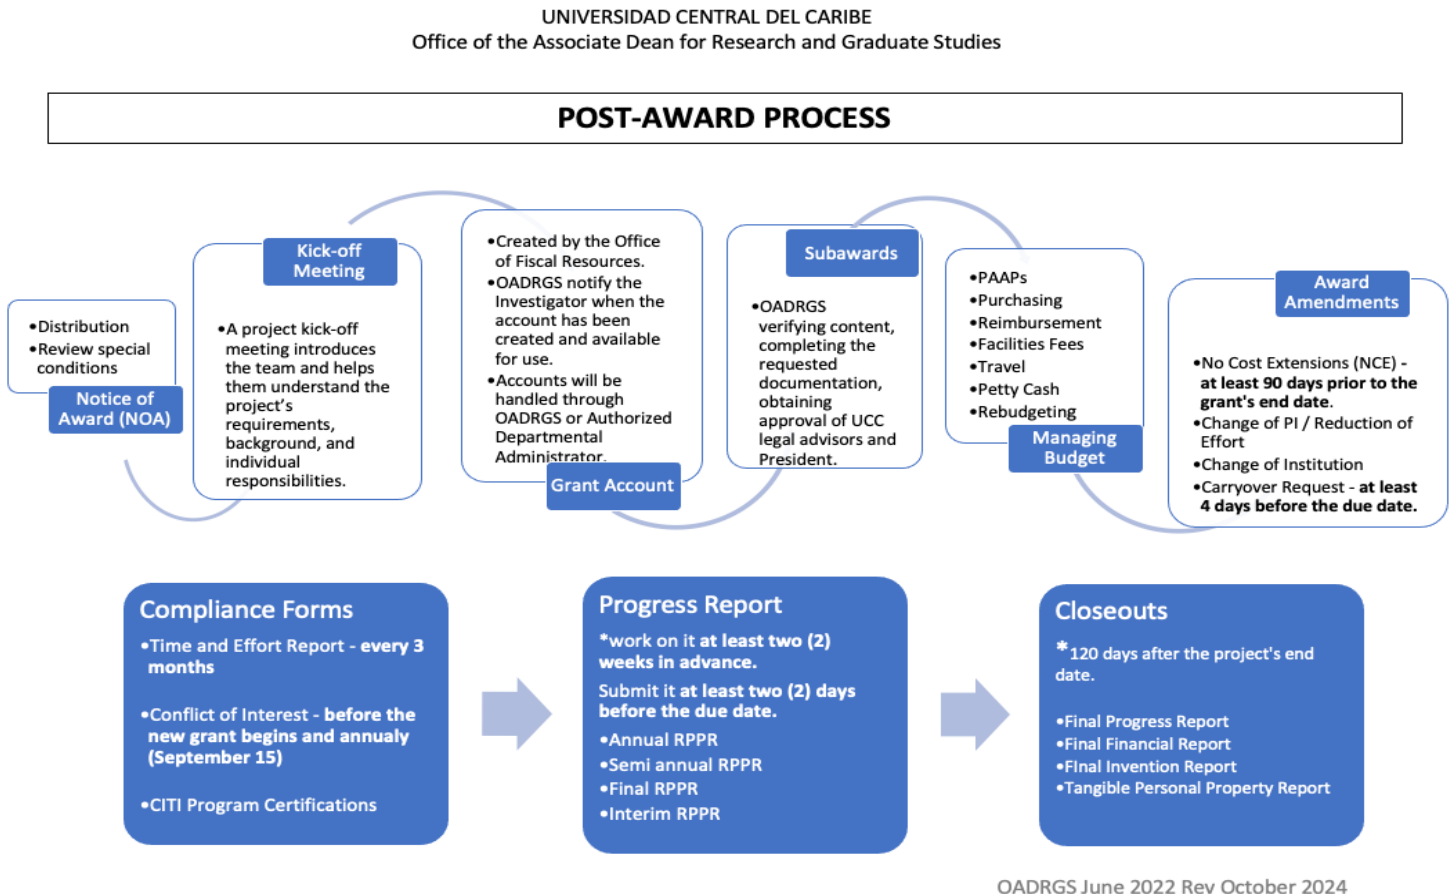 UNIVERSIDAD CENTRAL DEL CARIBE
Office of the Associate Dean for Research and Graduate Studies
POST-AWARD PROCESS
•Distribution
•Review special
conditions
Notice of
Award (NOA)
Kick-off
Meeting
•A project kick-off
meeting introduces
the team and helps
them understand the
project's
requirements,
background, and
individual
responsibilities.
•Created by the Office
of Fiscal Resources.
•OADRGS notify the
Investigator when the
account has been
created and available
for use.
•Accounts will be
handled through
OADRGS or Authorized
Departmental
Administrator.
Grant Account
Subawards
•OADRGS
verifying content,
completing the
requested
documentation,
obtaining
approval of UCC
legal advisors and
President.
•PAAPs
•Purchasing
•Reimbursement
•Facilities Fees
•Travel
•Petty Cash
•Rebudgeting
Managing
Budget
Award
Amendments
•No Cost Extensions (NCE) -
at least 90 days prior to the
grant's end date.
•Change of PI / Reduction of
Effort
•Change of Institution
•Carryover Request - at least
4 days before the due date.
Compliance Forms
•Time and Effort Report - every 3
months
•Conflict of Interest - before the
new grant begins and annualy
(September 15)
•CITI Program Certifications
Progress Report
*work on it at least two (2)
weeks in advance.
Submit it at least two (2) days
before the due date.
•Annual RPPR
•Semi annual RPPR
•Final RPPR
•Interim RPPR
Closeouts
*120 days after the project's end
date.
•Final Progress Report
•Final Financial Report
•FInal Invention Report
•Tangible Personal Property Report
OADRGS June 2022 Rev October 2024